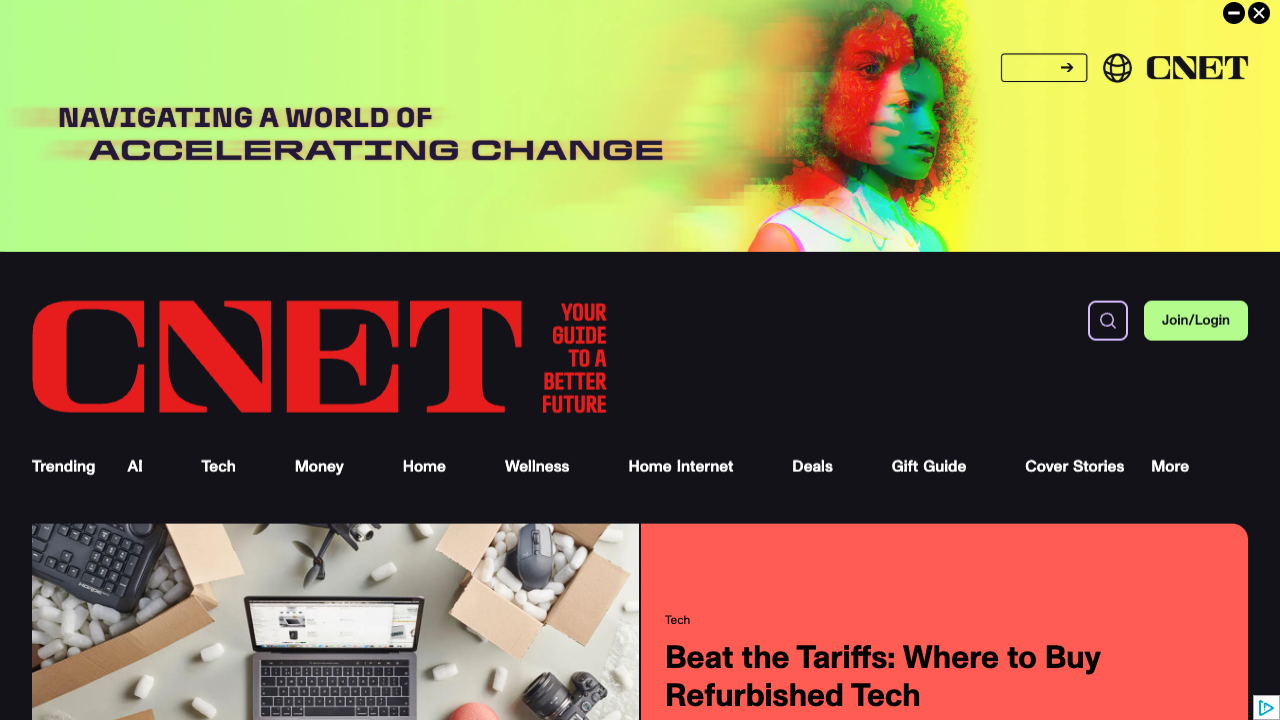 NAVIGATING A WORLD OF
ACCELERATING CHANGE
CNET
CNET
YOUR
GUIDE
TO A
BETTER
FUTURE
Join/Login
Trending AI Tech Money Home Wellness Home Internet Deals Gift Guide Cover Stories More
Tech
Beat the Tariffs: Where to Buy
Refurbished Tech